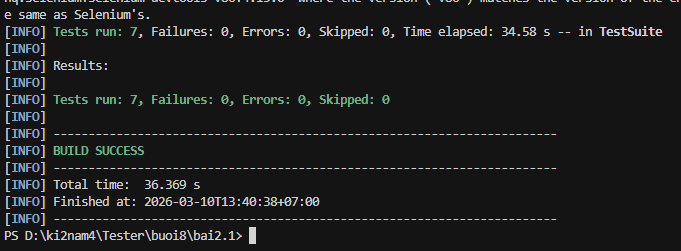 e same as Selenium's.
[INFO] Tests run: 7, Failures: 0, Errors: 0, Skipped: 0, Time elapsed: 34.58 s -- in TestSuite
[INFO]
[INFO] Results:
[INFO]
[INFO] Tests run: 7, Failures: 0, Errors: 0, Skipped: 0
[INFO]
[INFO] ------------------------------------------------------------------------
[INFO] BUILD SUCCESS
[INFO] ------------------------------------------------------------------------
[INFO] Total time:  36.369 s
[INFO] Finished at: 2026-03-10T13:40:38+07:00
[INFO] ------------------------------------------------------------------------
PS D:\ki2nam4\Tester\buoi8\bai2.1>